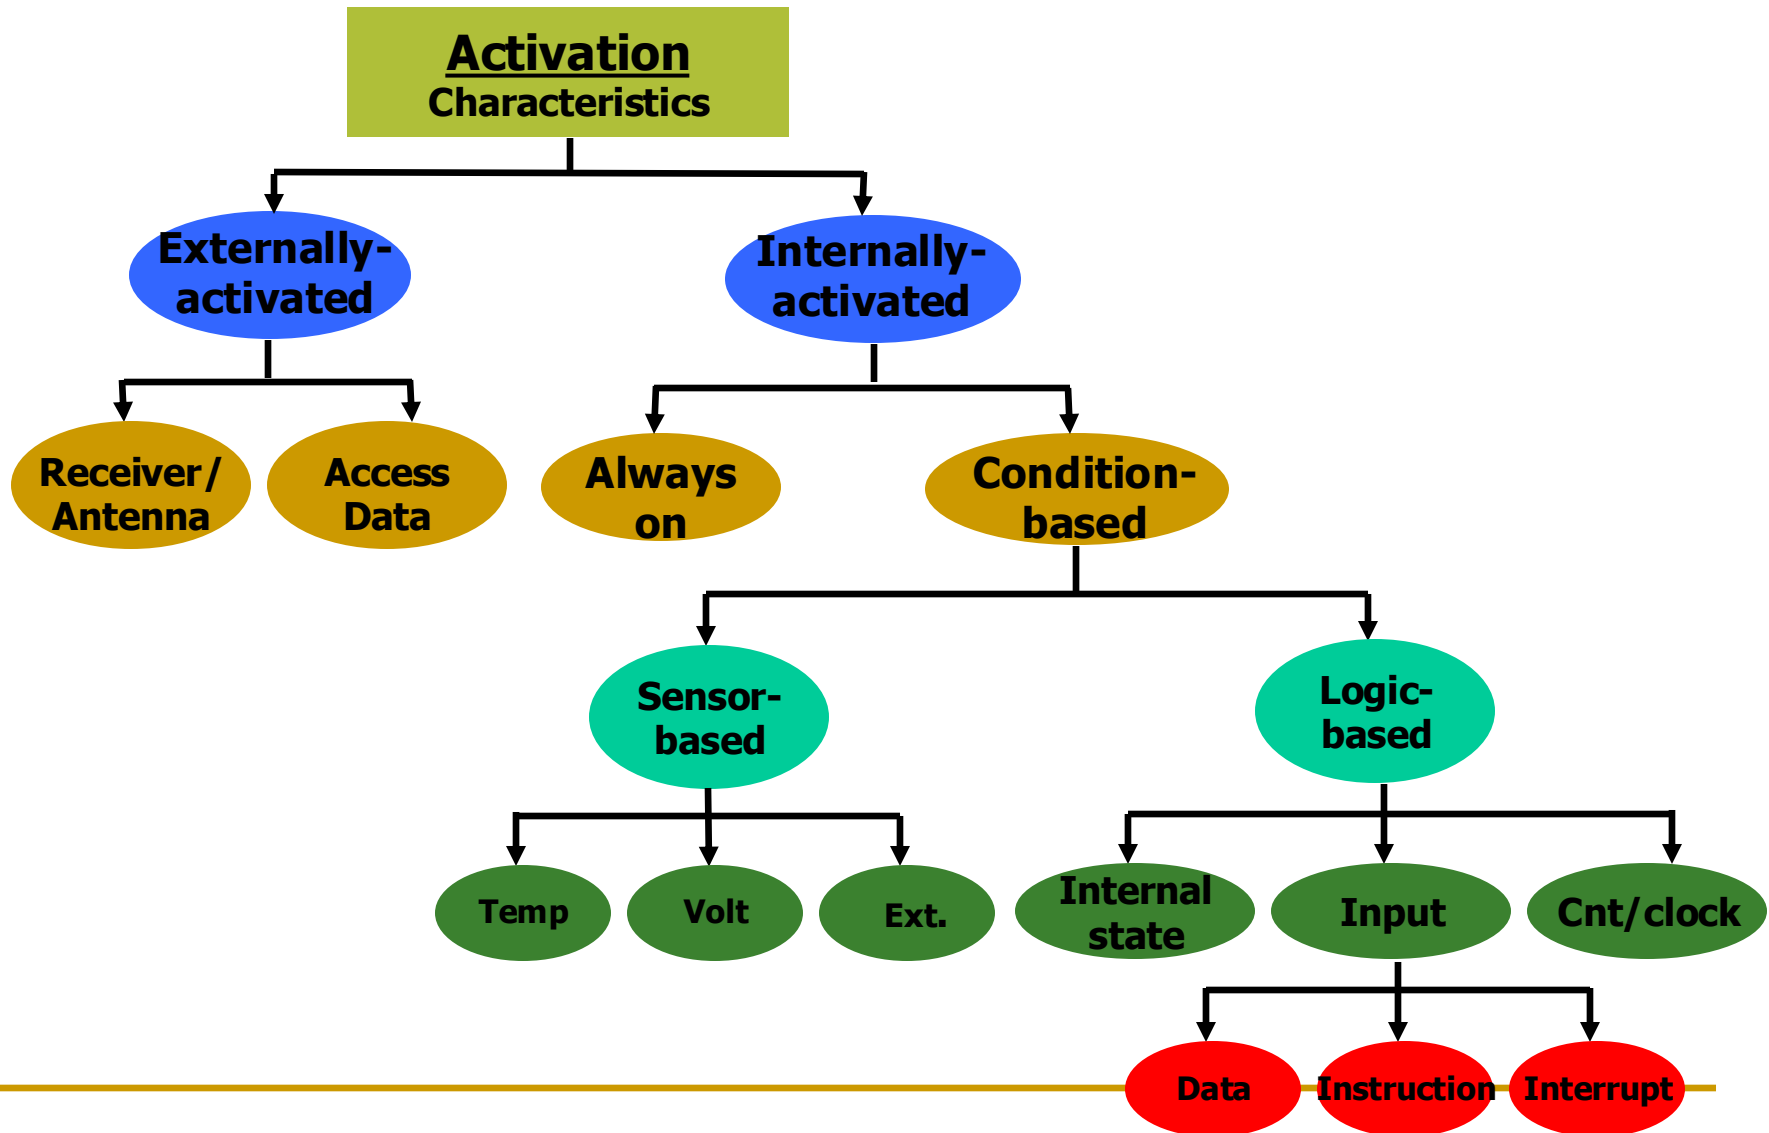 Activation
Characteristics
Externally-
activated
Internally-
activated
Receiver/
Antenna
Access
Data
Always
on
Condition-
based
Sensor-
based
Logic-
based
Temp
Volt
Ext.
Internal
state
Input
Cnt/clock
Data
Instruction
Interrupt